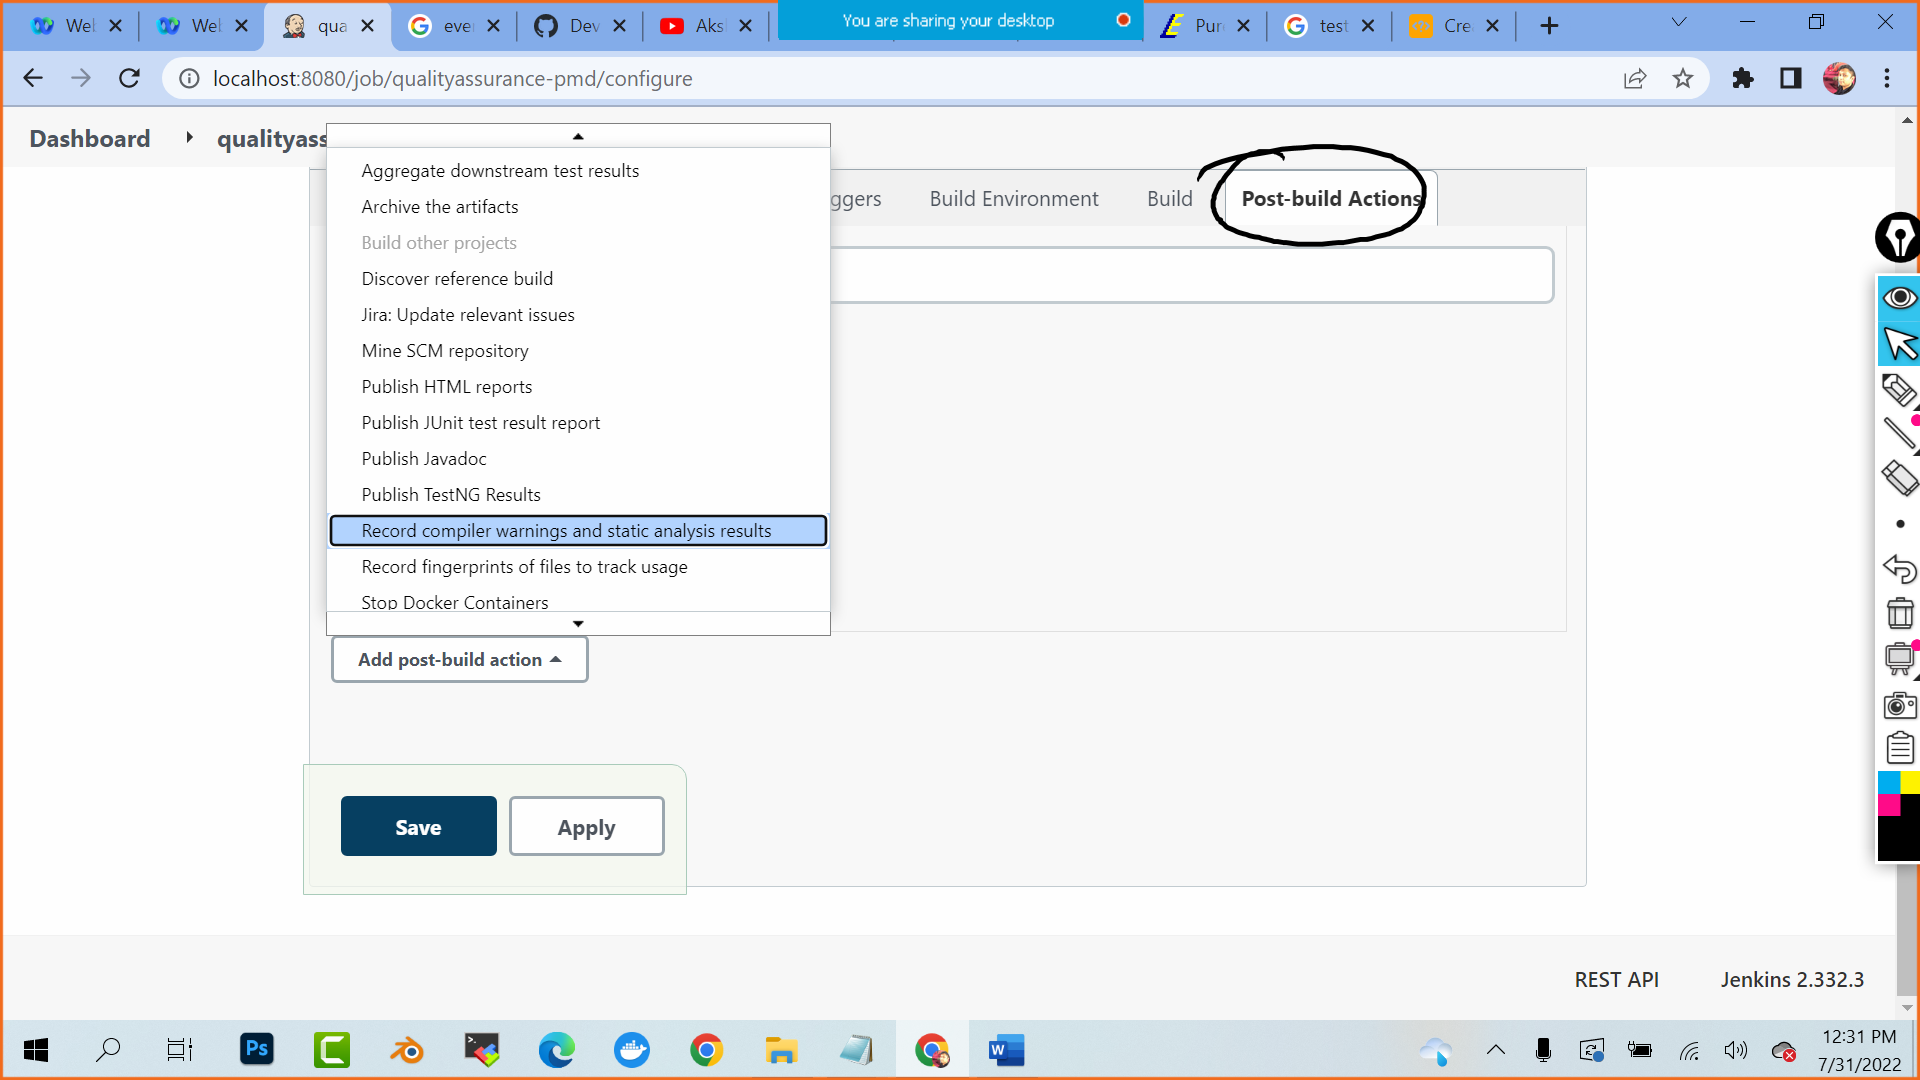 Wel
Wel
qua
eve
Dev
Aks
You are sharing your desktop
Pur
test
Cre
localhost:8080/job/qualityassurance-pmd/configure
Dashboard
qualityass
Aggregate downstream test results
Archive the artifacts
Build other projects
Discover reference build
Jira: Update relevant issues
Mine SCM repository
Publish HTML reports
Publish JUnit test result report
Publish Javadoc
Publish TestNG Results
Record compiler warnings and static analysis results
Record fingerprints of files to track usage
Stop Docker Containers
ggers
Build Environment
Build
Post-build Actions
Add post-build action
Save
Apply
REST API
Jenkins 2.332.3
Ps
12:31 PM
7/31/2022